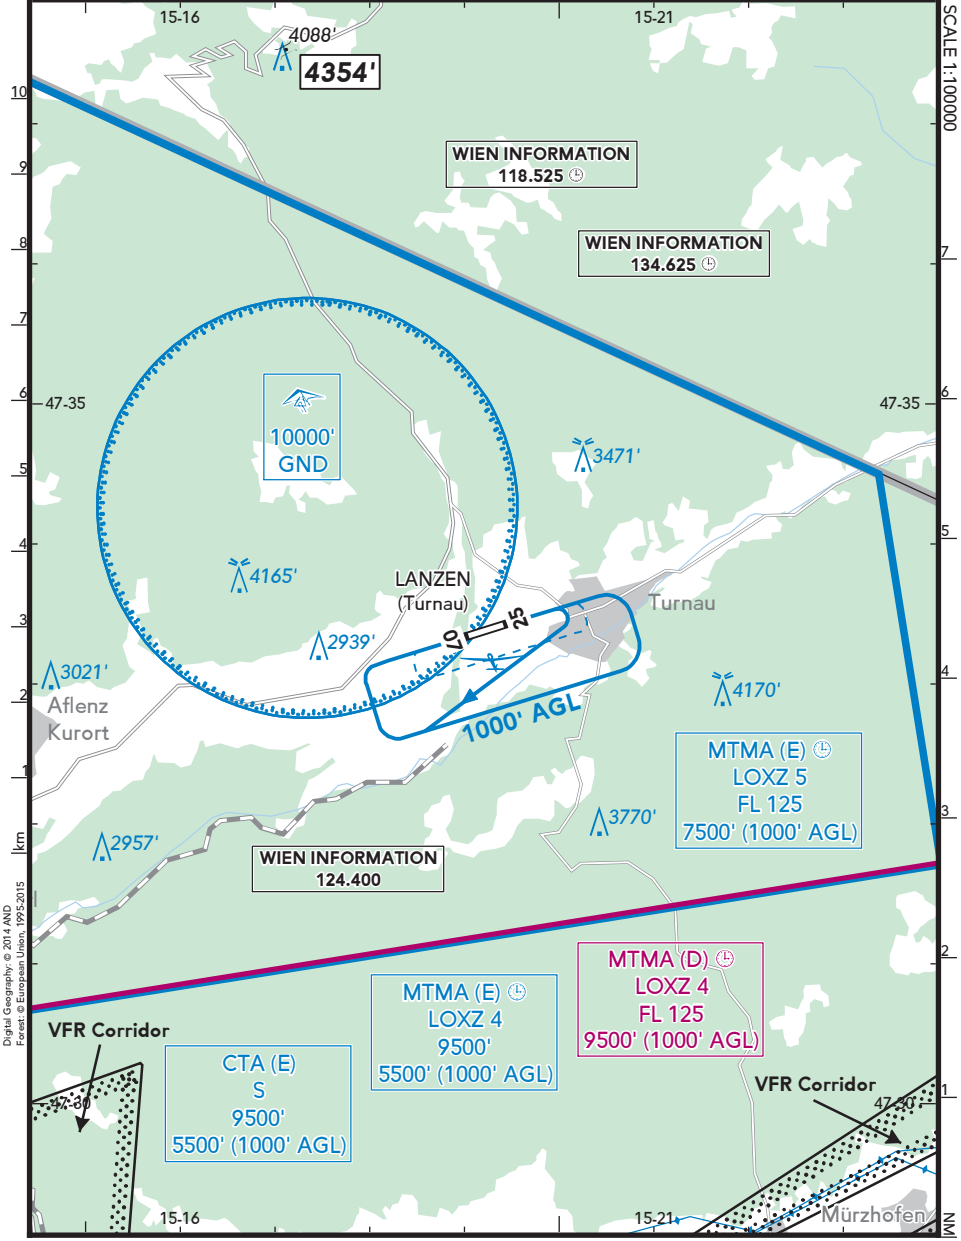 15-16
15-21
SCALE 1:100000
4088'
4354'
10
WIEN INFORMATION
118.525
9
WIEN INFORMATION
134.625
8
7
7
6
47-35
47-35
6
10000'
GND
3471'
5
5
4
4165'
LANZEN
(Turnau)
Turnau
25
07
3
2939'
3021'
4170'
4
2
Aflenz
Kurort
1000' AGL
MTMA (E)
LOXZ 5
FL 125
7500' (1000' AGL)
1
3770'
3
2957'
km
WIEN INFORMATION
124.400
Digital Geography: © 2014 AND
Forest: © European Union, 1995-2015
2
MTMA (D)
LOXZ 4
FL 125
9500' (1000' AGL)
MTMA (E)
LOXZ 4
9500'
5500' (1000' AGL)
VFR Corridor
CTA (E)
S
9500'
5500' (1000' AGL)
VFR Corridor
47-30
47-30
1
15-16
15-21
Mürzhofen
NM